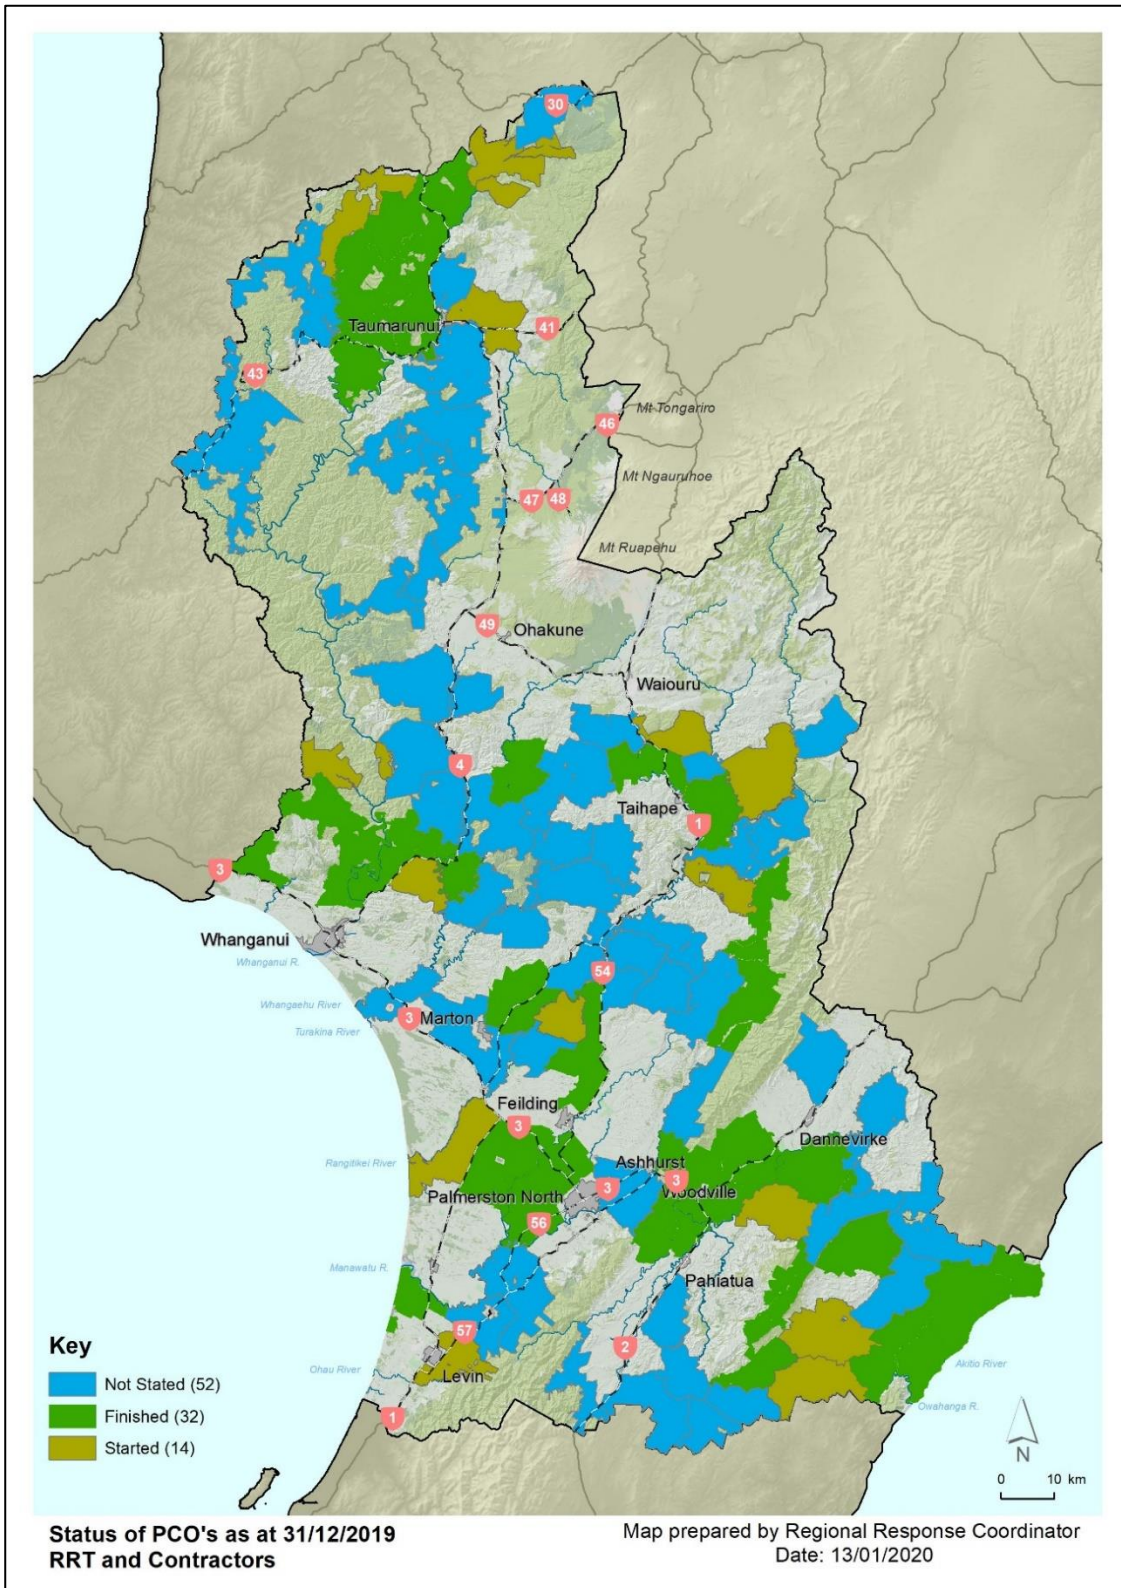 30
41
Taumarunui
43
46
Mt Tongariro
Mt Ngauruhoe
47
48
Mt Ruapehu
49
Ohakune
Waiouru
4
Taihape
1
3
Whanganui
Whanganui R.
54
Whangaehu River
3
Marton
Turakina River
Feilding
3
Dannevirke
Ashhurst
Rangitikei River
3
3
Woodville
Palmerston North
56
Manawatu R.
Pahiatua
57
2
Key
Ohau River
Levin
Akitio River
Not Stated (52)
Owahanga R.
Finished (32)
1
Started (14)
N
0 10 km
Status of PCO's as at 31/12/2019
RRT and Contractors
Map prepared by Regional Response Coordinator
Date: 13/01/2020